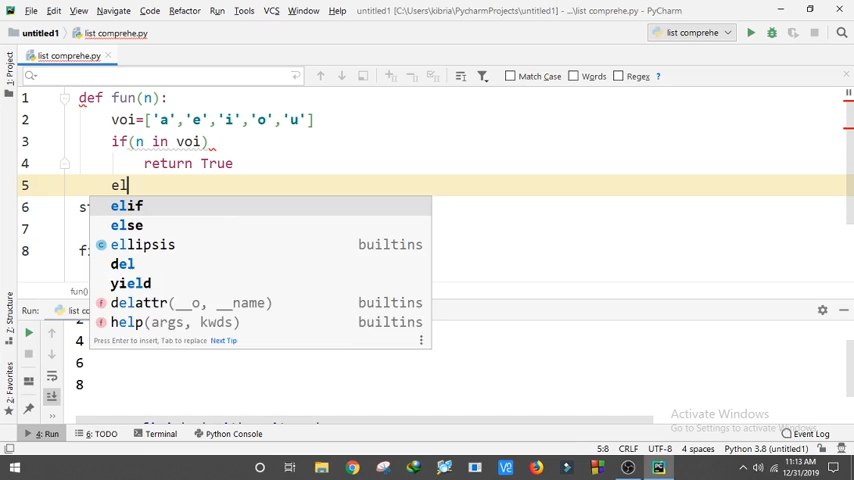 File Edit View Navigate Code Refactor Run Tools VCS Window Help untitled1 [C:\Users\kibria\PycharmProjects\untitled1] - ...\list comprehe.py - PyCharm
untitled1 list comprehe.py list comprehe
list comprehe.py
Match Case Words Regex ?
1: Project
1 def fun(n):
2 voi=['a','e','i','o','u']
3 if(n in voi)
4 return True
5 el
6 s
7
8 fi
elif
else
ellipsis builtins
del
yield
delattr(__o, __name) builtins
help(args, kwds) builtins
Press Enter to insert, Tab to replace Next Tip
fun()
Z: Structure
2: Favorites
Run: list co
4
6
8
Activate Windows
Go to Settings to activate Windows.
4: Run 6: TODO Terminal Python Console Event Log
5:8 CRLF UTF-8 4 spaces Python 3.8 (untitled1)
11:13 AM
12/31/2019